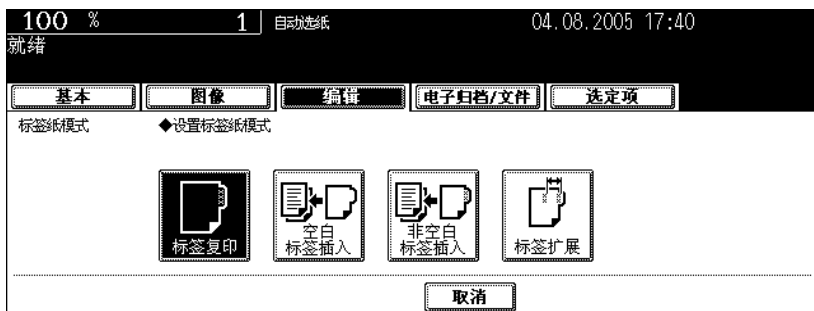 100 % 1 自动选纸 04.08.2005 17:40
就绪
基本 图像 编辑 电子归档/文件 选定项
标签纸模式 ◆设置标签纸模式
标签复印 空白标签插入 非空白标签插入 标签扩展
取消